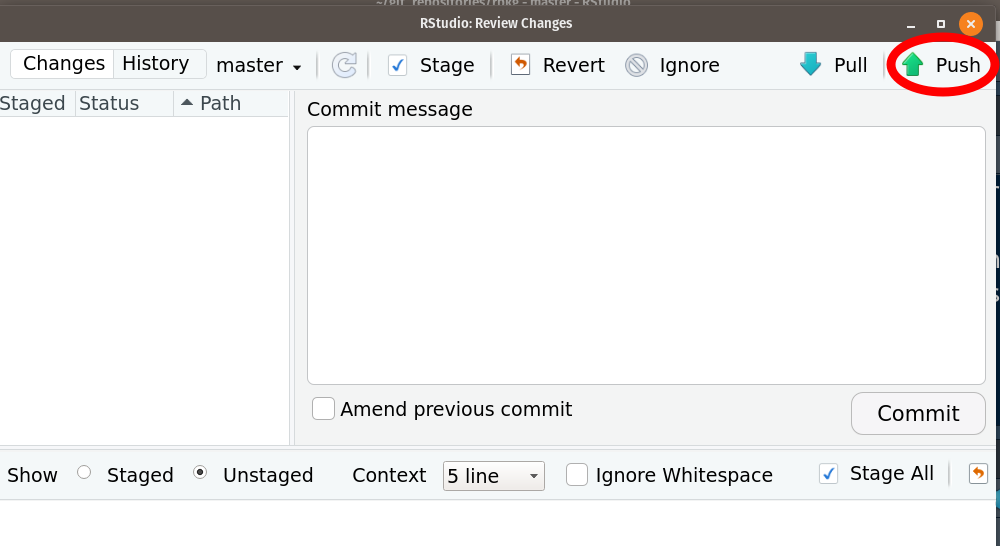 RStudio: Review Changes
Changes History master Stage Revert Ignore Pull Push
Staged Status Path
Commit message
Amend previous commit
Commit
Show Staged Unstaged Context 5 line Ignore Whitespace Stage All